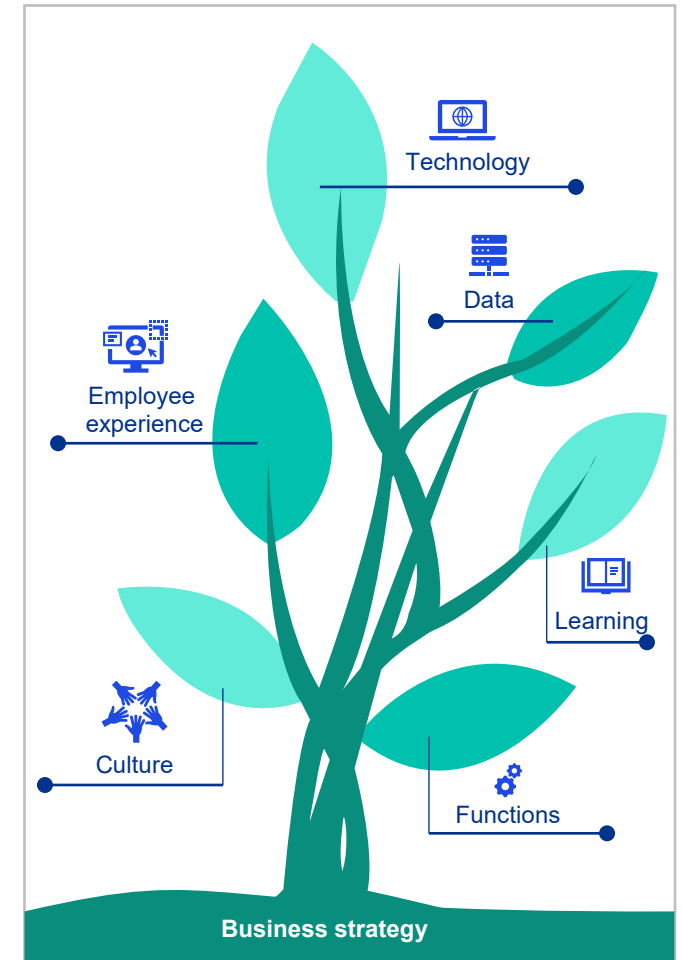 Technology
Data
Employee
experience
Learning
Culture
Functions
Business strategy